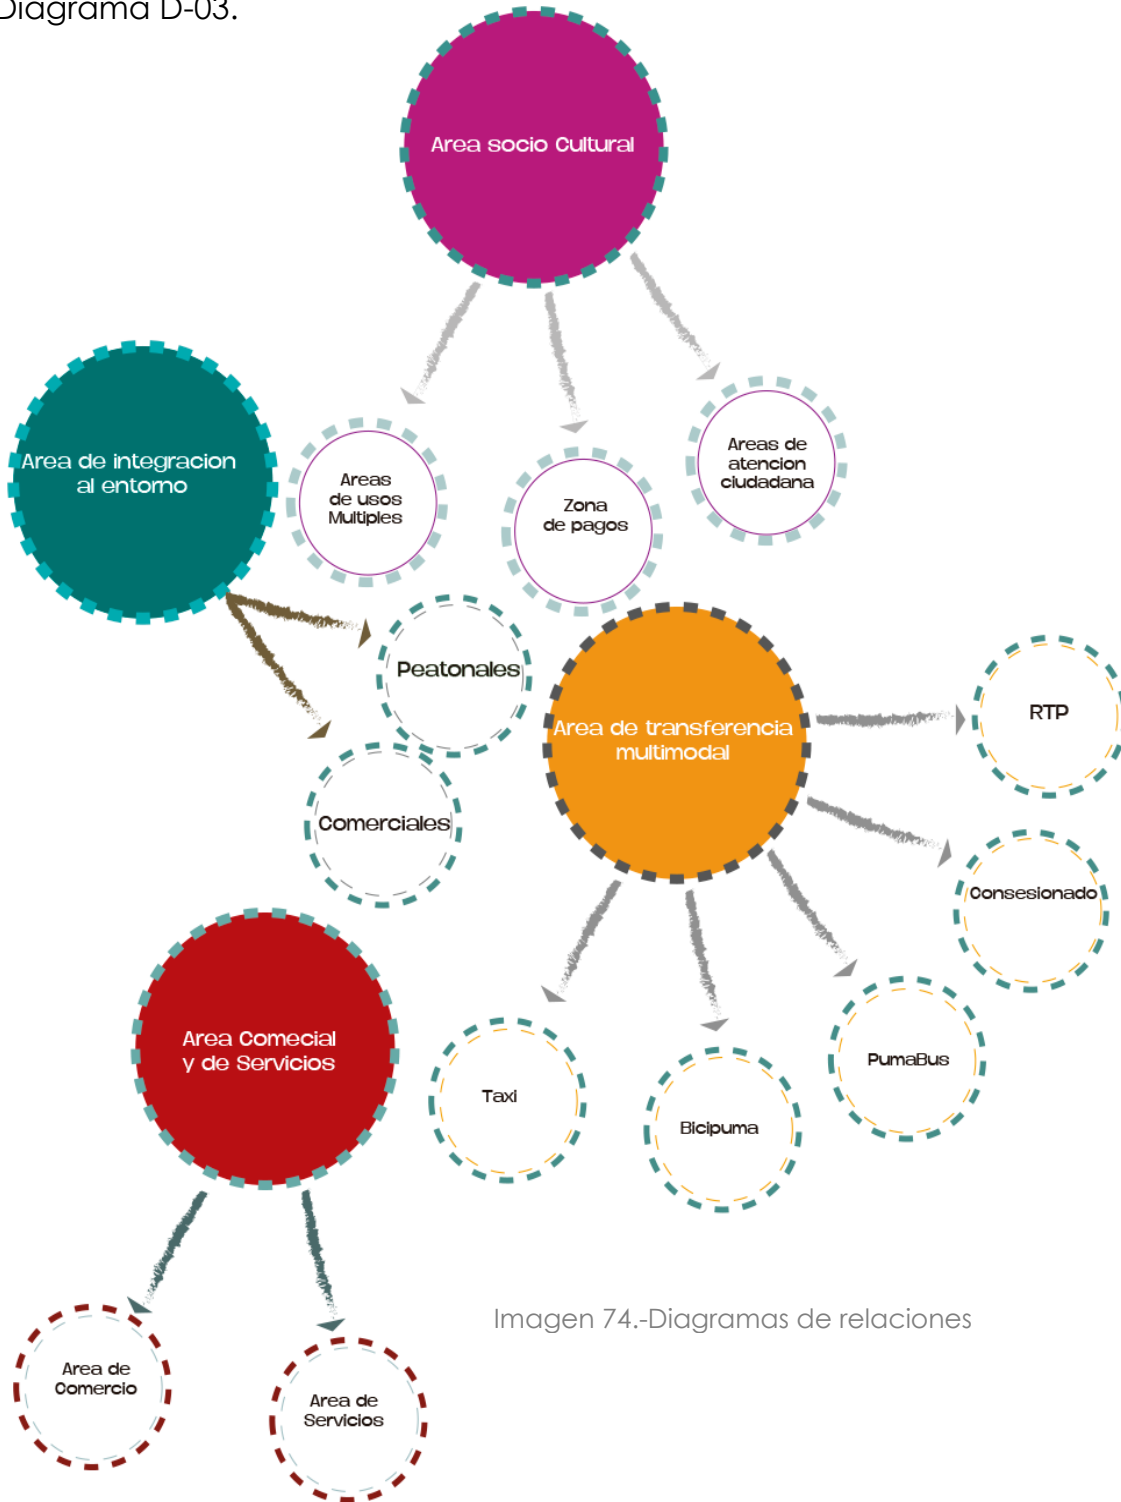 Diagrama D-03.
Area socio Cultural
Area de integracion
al entorno
Areas
de usos
Multiples
Zona
de pagos
Areas de
atencion
ciudadana
Peatonales
Comerciales
Area de transferencia
multimodal
RTP
Consesionado
PumaBus
Bicipuma
Taxi
Area Comecial
y de Servicios
Area de
Comercio
Area de
Servicios
Imagen 74.-Diagramas de relaciones